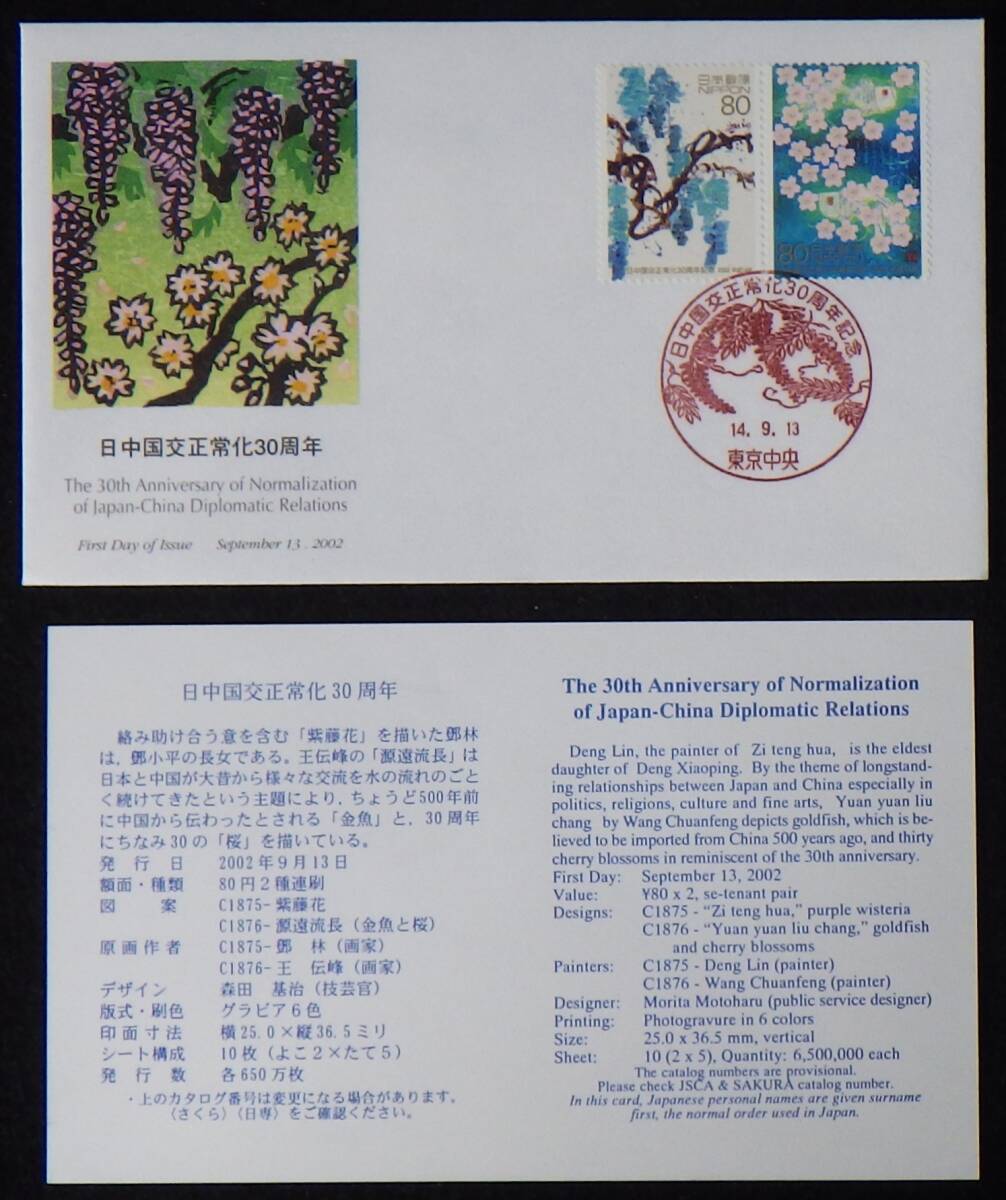 日中国交正常化30周年
The 30th Anniversary of Normalization
of Japan-China Diplomatic Relations
First Day of Issue September 13 . 2002
日本郵便
NIPPON
80
日中国交正常化30周年記念
80
日中国交正常化30周年記念
14. 9. 13
東京中央
日中国交正常化30周年
絡み助け合う意を含む「紫藤花」を描いた鄧林
は,鄧小平の長女である。王伝峰の「源遠流長」は
日本と中国が大昔から様々な交流を水の流れのごと
く続けてきたという主題により,ちょうど500年前
に中国から伝わったとされる「金魚」と,30周年
にちなみ30の「桜」を描いている。
発行日 2002年9月13日
額面・種類 80円2種連刷
図案 C1875-紫藤花
C1876-源遠流長(金魚と桜)
原画作者 C1875-鄧 林(画家)
C1876-王 伝峰(画家)
デザイン 森田 基治(技芸官)
版式・刷色 グラビア6色
印面寸法 横25.0×縦36.5ミリ
シート構成 10枚(よこ2×たて5)
発行数 各650万枚
・上のカタログ番号は変更になる場合があります。
(さくら)(日専)をご確認ください。
The 30th Anniversary of Normalization
of Japan-China Diplomatic Relations
Deng Lin, the painter of Zi teng hua, is the eldest
daughter of Deng Xiaoping. By the theme of longstand-
ing relationships between Japan and China especially in
politics, religions, culture and fine arts, Yuan yuan liu
chang by Wang Chuanfeng depicts goldfish, which is be-
lieved to be imported from China 500 years ago, and thirty
cherry blossoms in reminiscent of the 30th anniversary.
First Day: September 13, 2002
Value: ¥80 x 2, se-tenant pair
Designs: C1875 - “Zi teng hua,” purple wisteria
C1876 - “Yuan yuan liu chang,” goldfish
and cherry blossoms
Painters: C1875 - Deng Lin (painter)
C1876 - Wang Chuanfeng (painter)
Designer: Morita Motoharu (public service designer)
Printing: Photogravure in 6 colors
Size: 25.0 x 36.5 mm, vertical
Sheet: 10 (2 x 5), Quantity: 6,500,000 each
The catalog numbers are provisional.
Please check JSCA & SAKURA catalog number.
In this card, Japanese personal names are given surname
first, the normal order used in Japan.